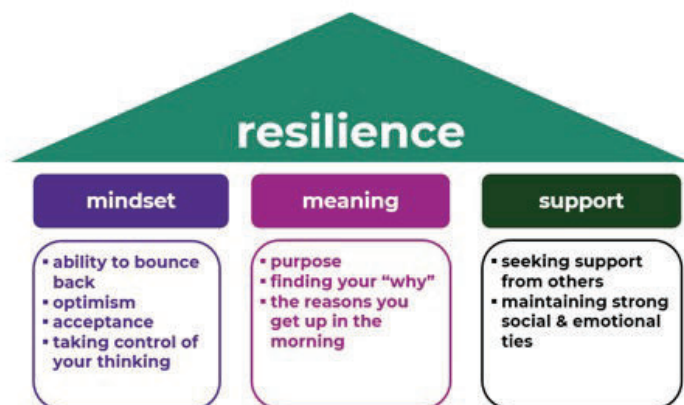 resilience
mindset
▪ ability to bounce
back
▪ optimism
▪ acceptance
▪ taking control of
your thinking
meaning
▪ purpose
▪ finding your “why”
▪ the reasons you
get up in the
morning
support
▪ seeking support
from others
▪ maintaining strong
social & emotional
ties